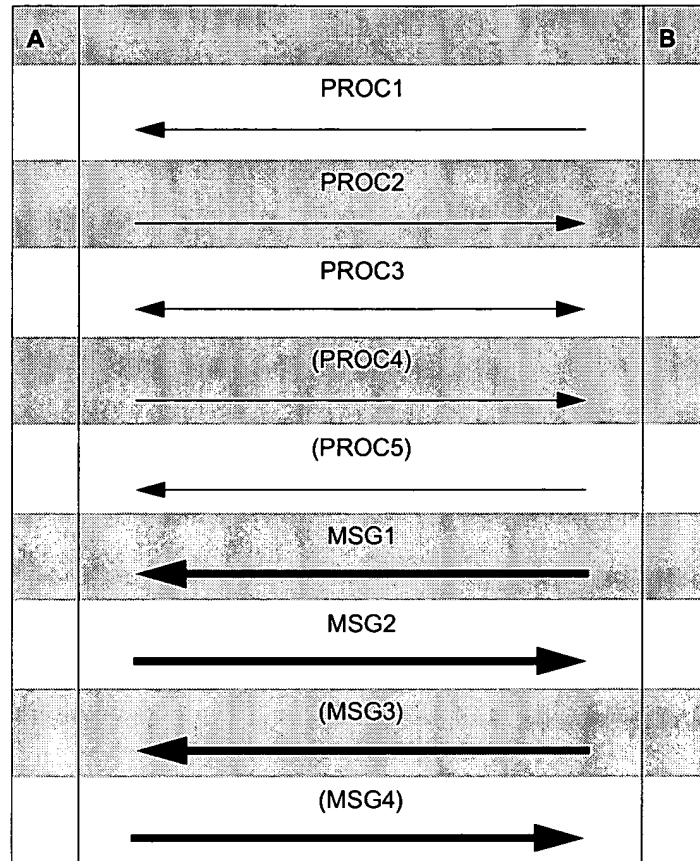 A B
PROC1
PROC2
PROC3
(PROC4)
(PROC5)
MSG1
MSG2
(MSG3)
(MSG4)